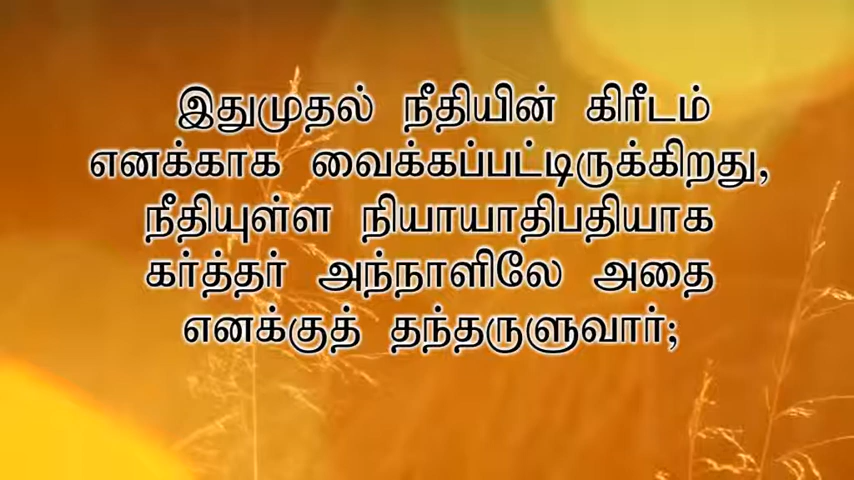 இதுமுதல் நீதியின் கிரீடம்
எனக்காக வைக்கப்பட்டிருக்கிறது,
நீதியுள்ள நியாயாதிபதியாக
கர்த்தர் அந்நாளிலே அதை
எனக்குத் தந்தருளுவார்;